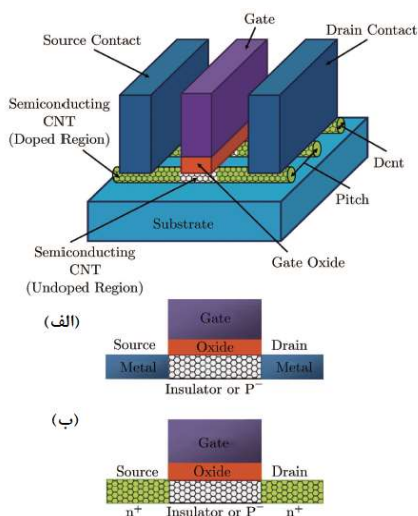 Gate
Source Contact
Drain Contact
Semiconducting
CNT
(Doped Region)
Dcnt
Pitch
Substrate
Gate Oxide
Semiconducting
CNT
(Undoped Region)
(الف)
Gate
Source
Oxide
Drain
Metal
Metal
Insulator or P⁻
(ب)
Gate
Source
Oxide
Drain
n⁺
Insulator or P⁻
n⁺